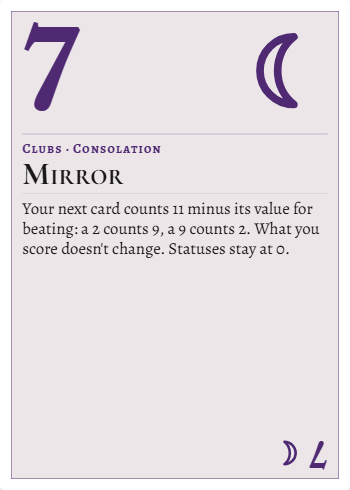 7
Clubs · Consolation
Mirror
Your next card counts 11 minus its value for
beating: a 2 counts 9, a 9 counts 2. What you
score doesn't change. Statuses stay at 0.
7